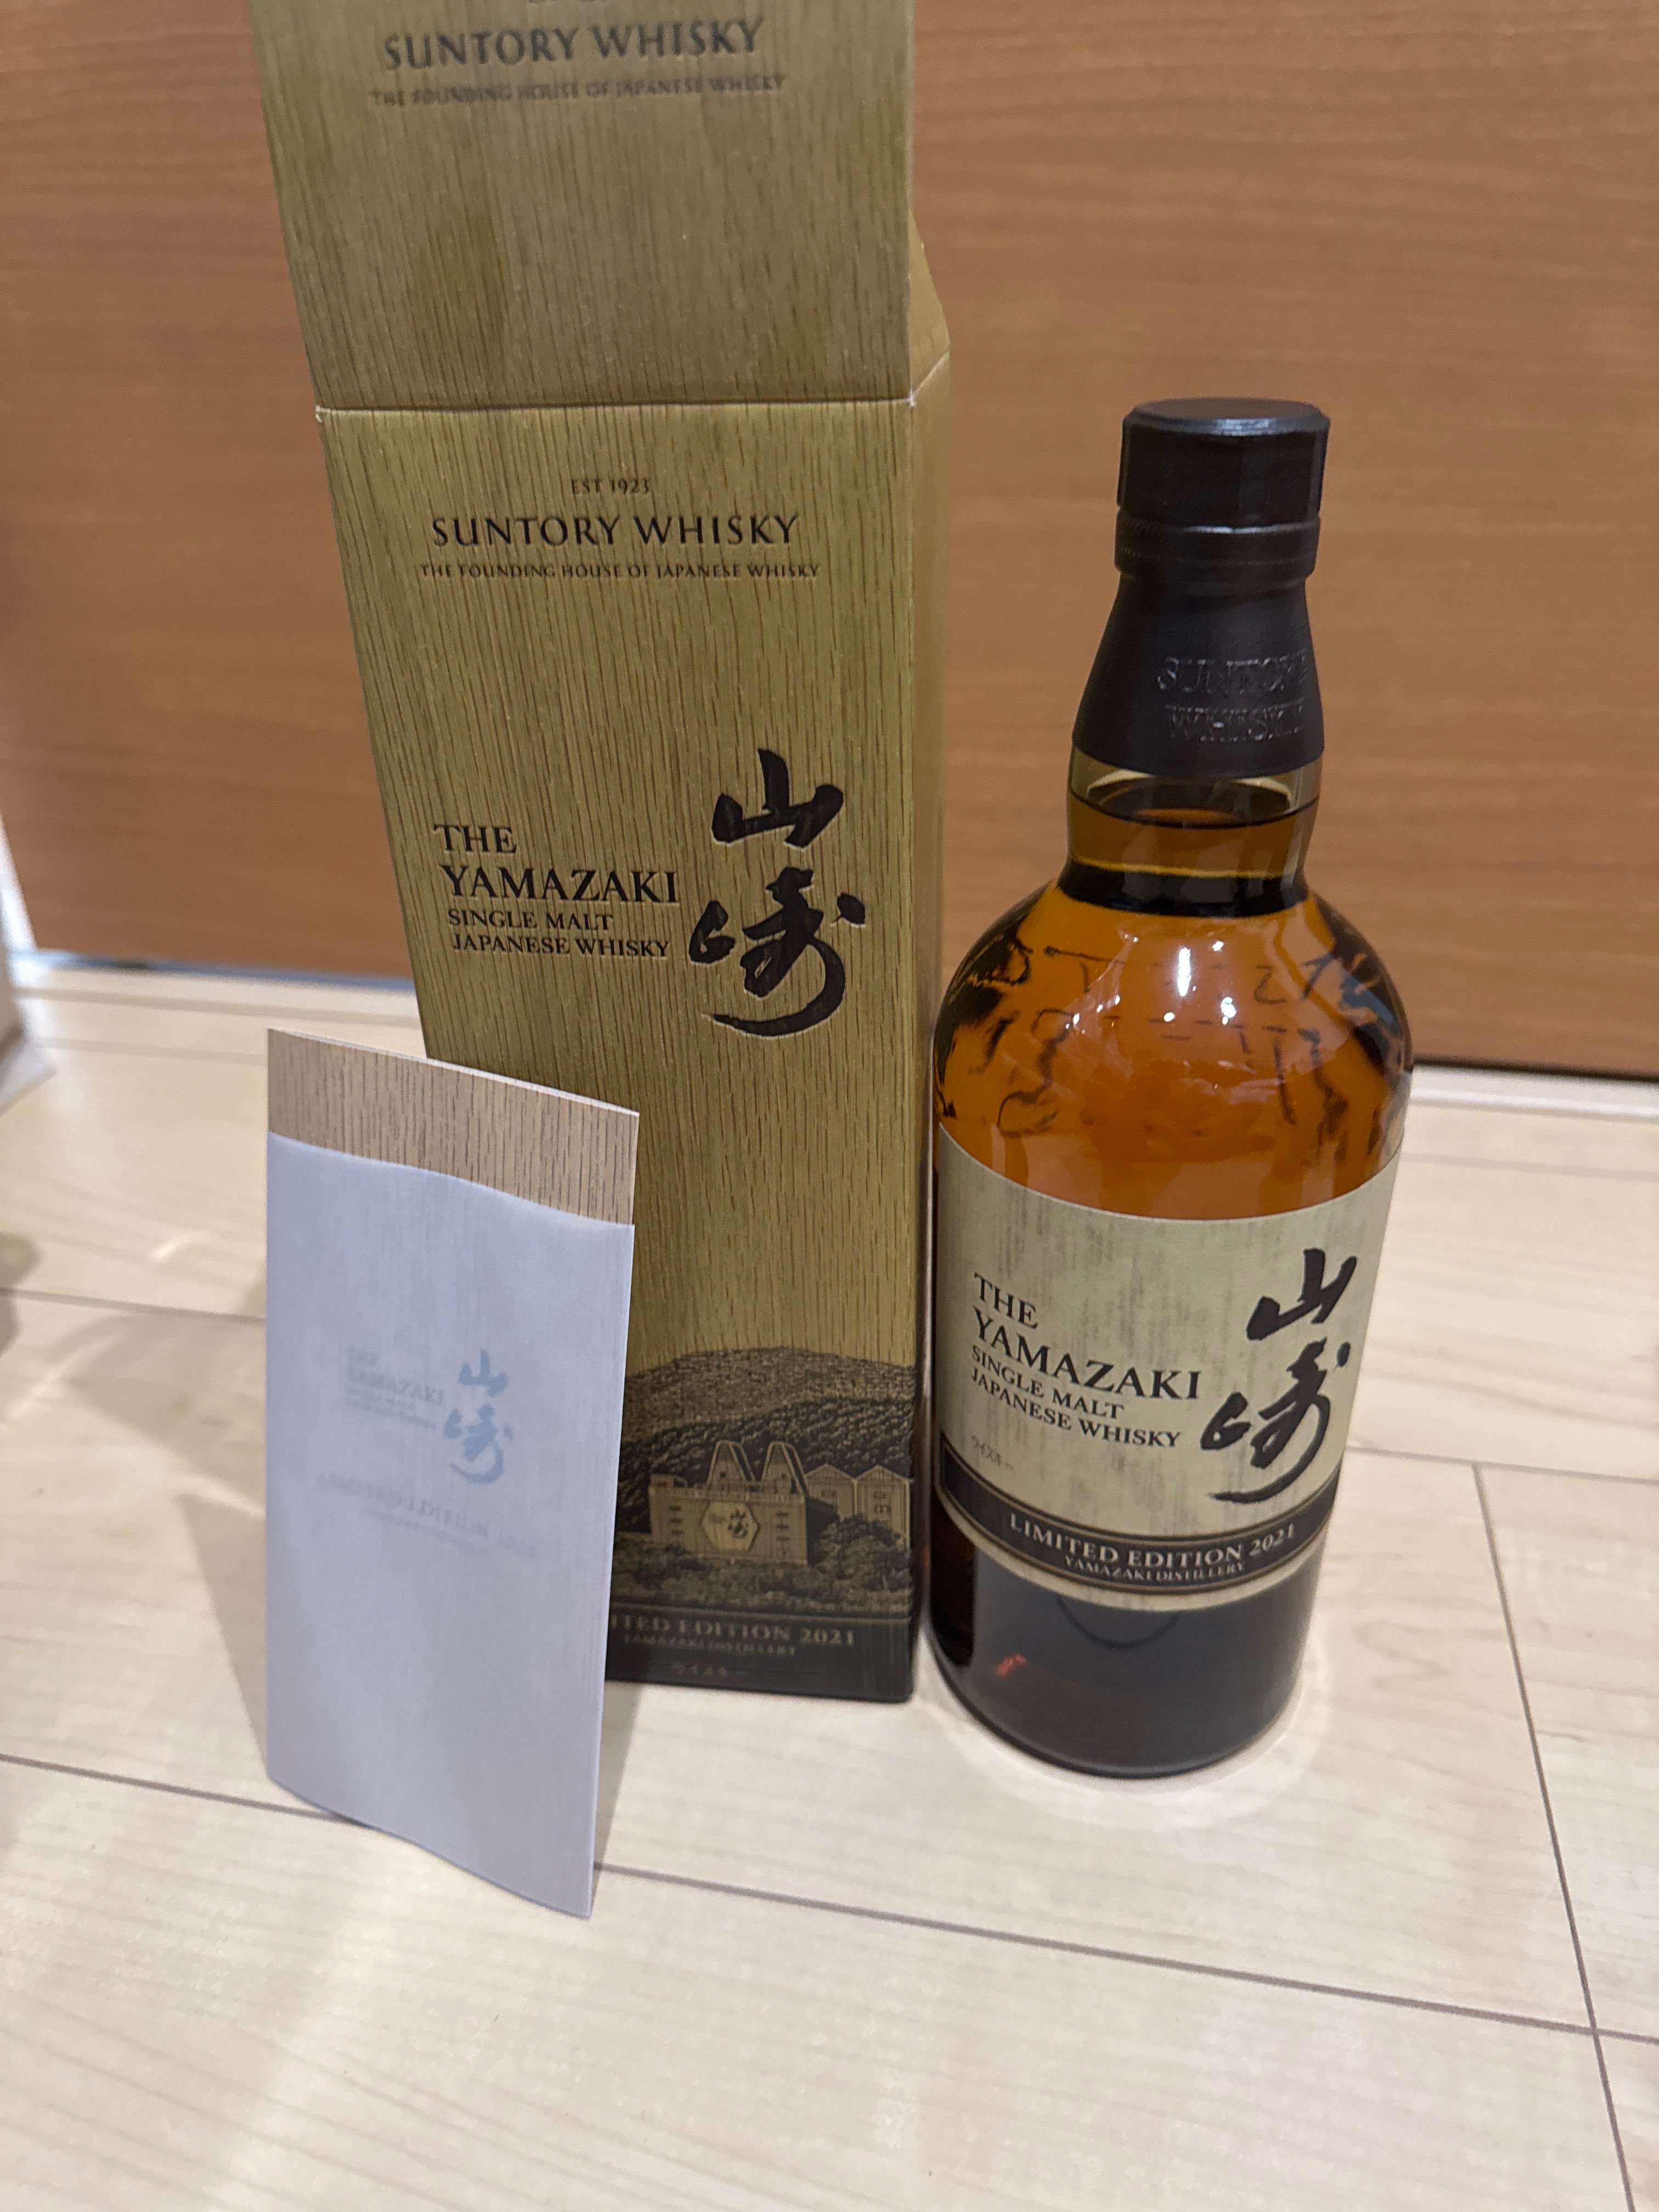 SUNTORY WHISKY
THE FOUNDING HOUSE OF JAPANESE WHISKY
EST 1923
SUNTORY WHISKY
THE FOUNDING HOUSE OF JAPANESE WHISKY
THE
YAMAZAKI
SINGLE MALT
JAPANESE WHISKY
山崎
山崎
EDITION 2021
YAMAZAKI DISTILLERY
ウイスキー
YAMAZAKI
山崎
SUNTORY
WHISKY
THE
YAMAZAKI
SINGLE MALT
JAPANESE WHISKY
山崎
ウイスキー
LIMITED EDITION 2021
YAMAZAKI DISTILLERY